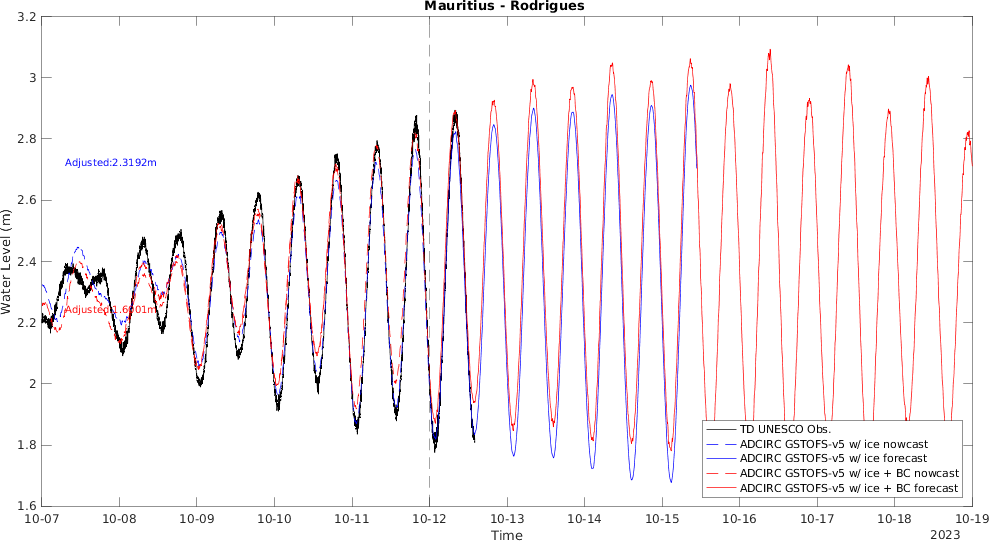 Mauritius - Rodrigues
Water Level (m)
3.2
3
2.8
2.6
2.4
2.2
2
1.8
1.6
Adjusted:2.3192m
TD UNESCO Obs.
ADCIRC GSTOFS-v5 w/ ice nowcast
ADCIRC GSTOFS-v5 w/ ice forecast
ADCIRC GSTOFS-v5 w/ ice + BC nowcast
ADCIRC GSTOFS-v5 w/ ice + BC forecast
10-07 10-08 10-09 10-10 10-11 10-12 10-13 10-14 10-15 10-16 10-17 10-18 10-19
Time
2023